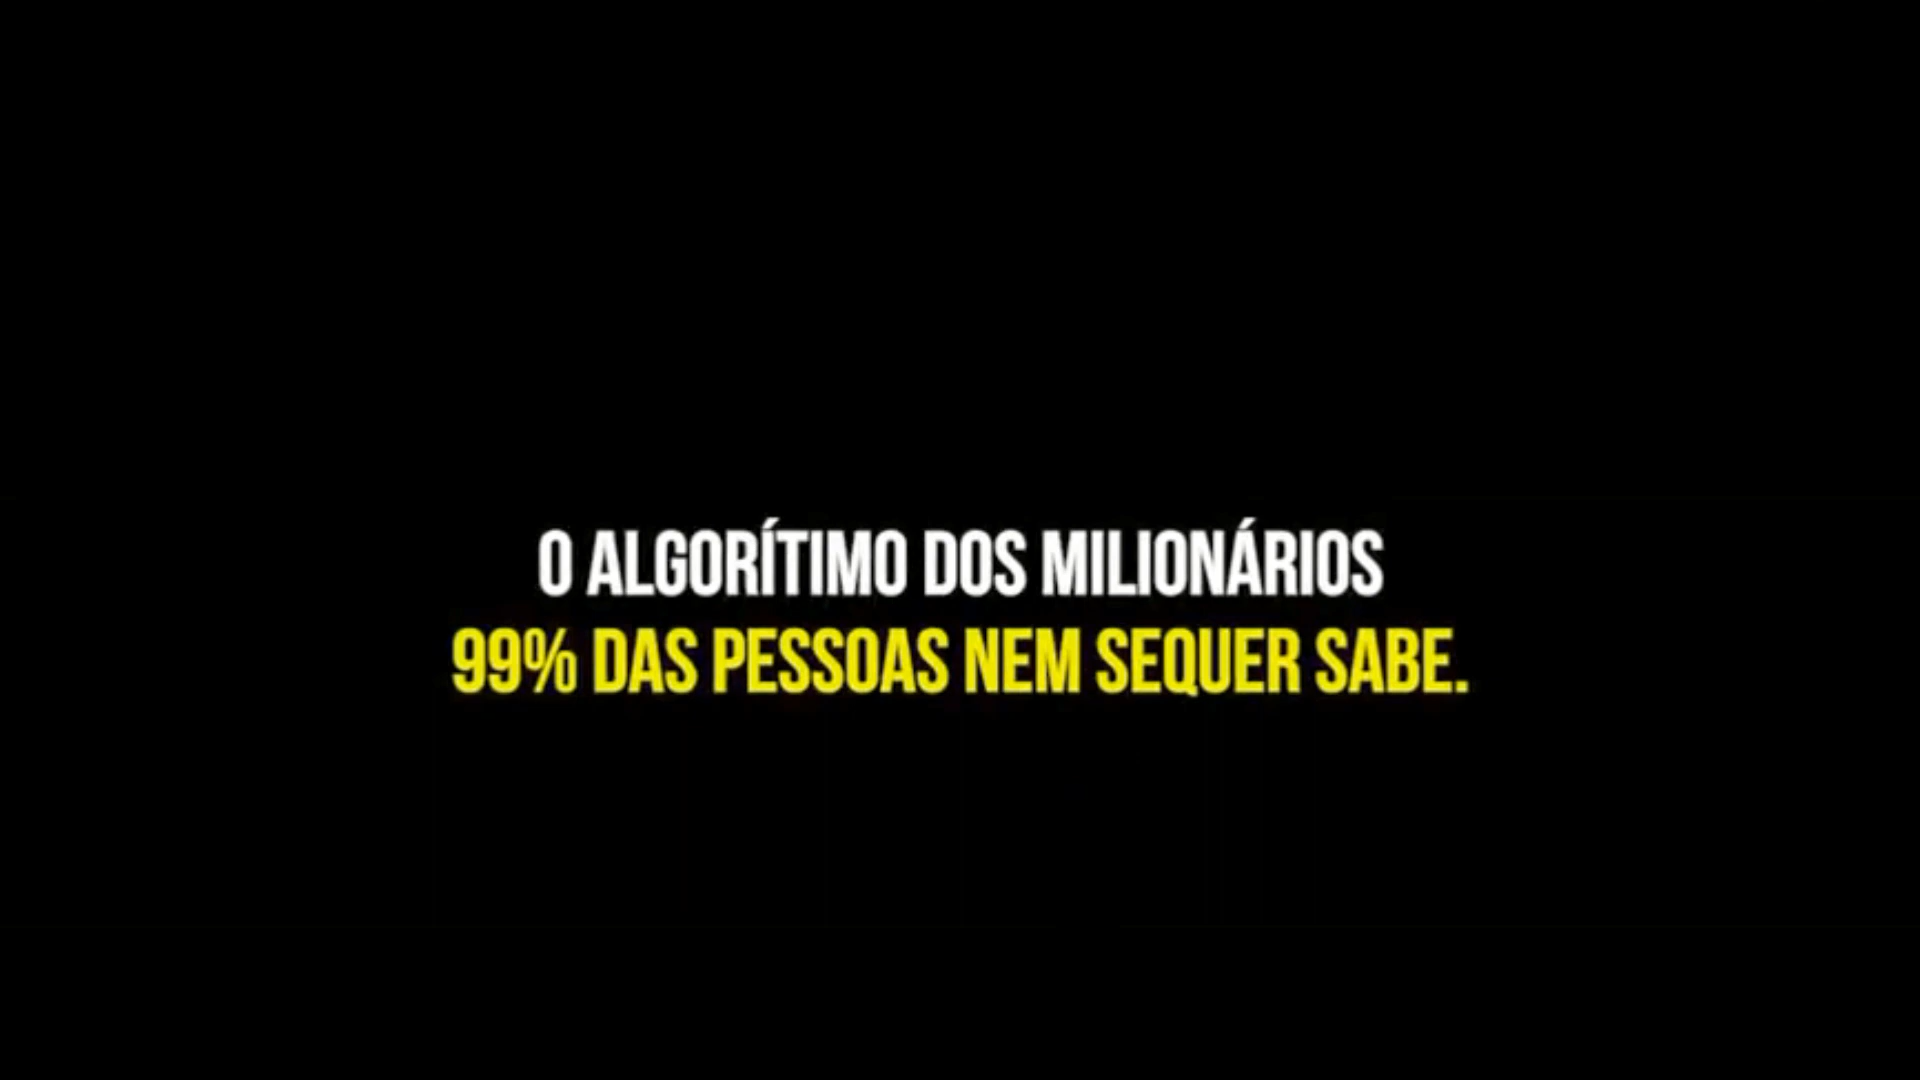 O ALGORÍTIMO DOS MILIONÁRIOS
99% DAS PESSOAS NEM SEQUER SABE.